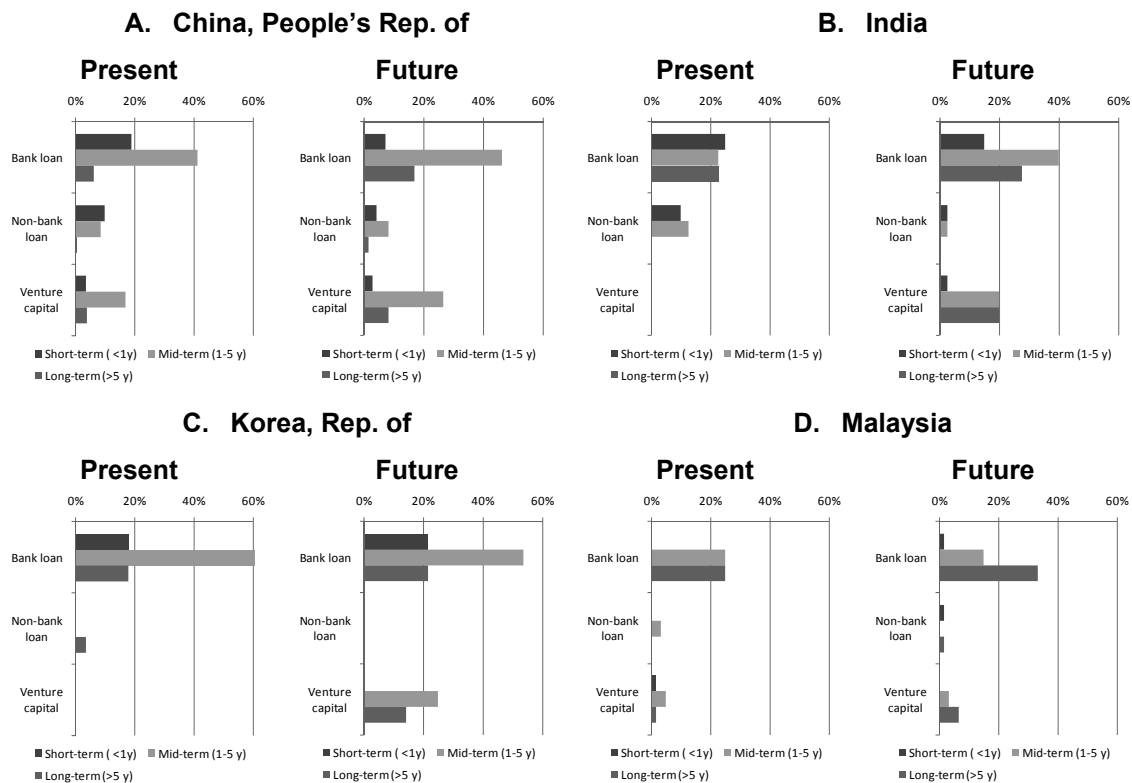 A. China, People’s Rep. of
Present
0% 20% 40% 60%
Bank loan
Non-bank
loan
Venture
capital
■Short-term ( <1y) ■Mid-term (1-5 y)
■Long-term (>5 y)
Future
0% 20% 40% 60%
Bank loan
Non-bank
loan
Venture
capital
■Short-term ( <1y) ■Mid-term (1-5 y)
■Long-term (>5 y)
B. India
Present
0% 20% 40% 60%
Bank loan
Non-bank
loan
Venture
capital
■Short-term ( <1y) ■Mid-term (1-5 y)
■Long-term (>5 y)
Future
0% 20% 40% 60%
Bank loan
Non-bank
loan
Venture
capital
■Short-term ( <1y) ■Mid-term (1-5 y)
■Long-term (>5 y)
C. Korea, Rep. of
Present
0% 20% 40% 60%
Bank loan
Non-bank
loan
Venture
capital
■Short-term ( <1y) ■Mid-term (1-5 y)
■Long-term (>5 y)
Future
0% 20% 40% 60%
Bank loan
Non-bank
loan
Venture
capital
■Short-term ( <1y) ■Mid-term (1-5 y)
■Long-term (>5 y)
D. Malaysia
Present
0% 20% 40% 60%
Bank loan
Non-bank
loan
Venture
capital
■Short-term ( <1y) ■Mid-term (1-5 y)
■Long-term (>5 y)
Future
0% 20% 40% 60%
Bank loan
Non-bank
loan
Venture
capital
■Short-term ( <1y) ■Mid-term (1-5 y)
■Long-term (>5 y)